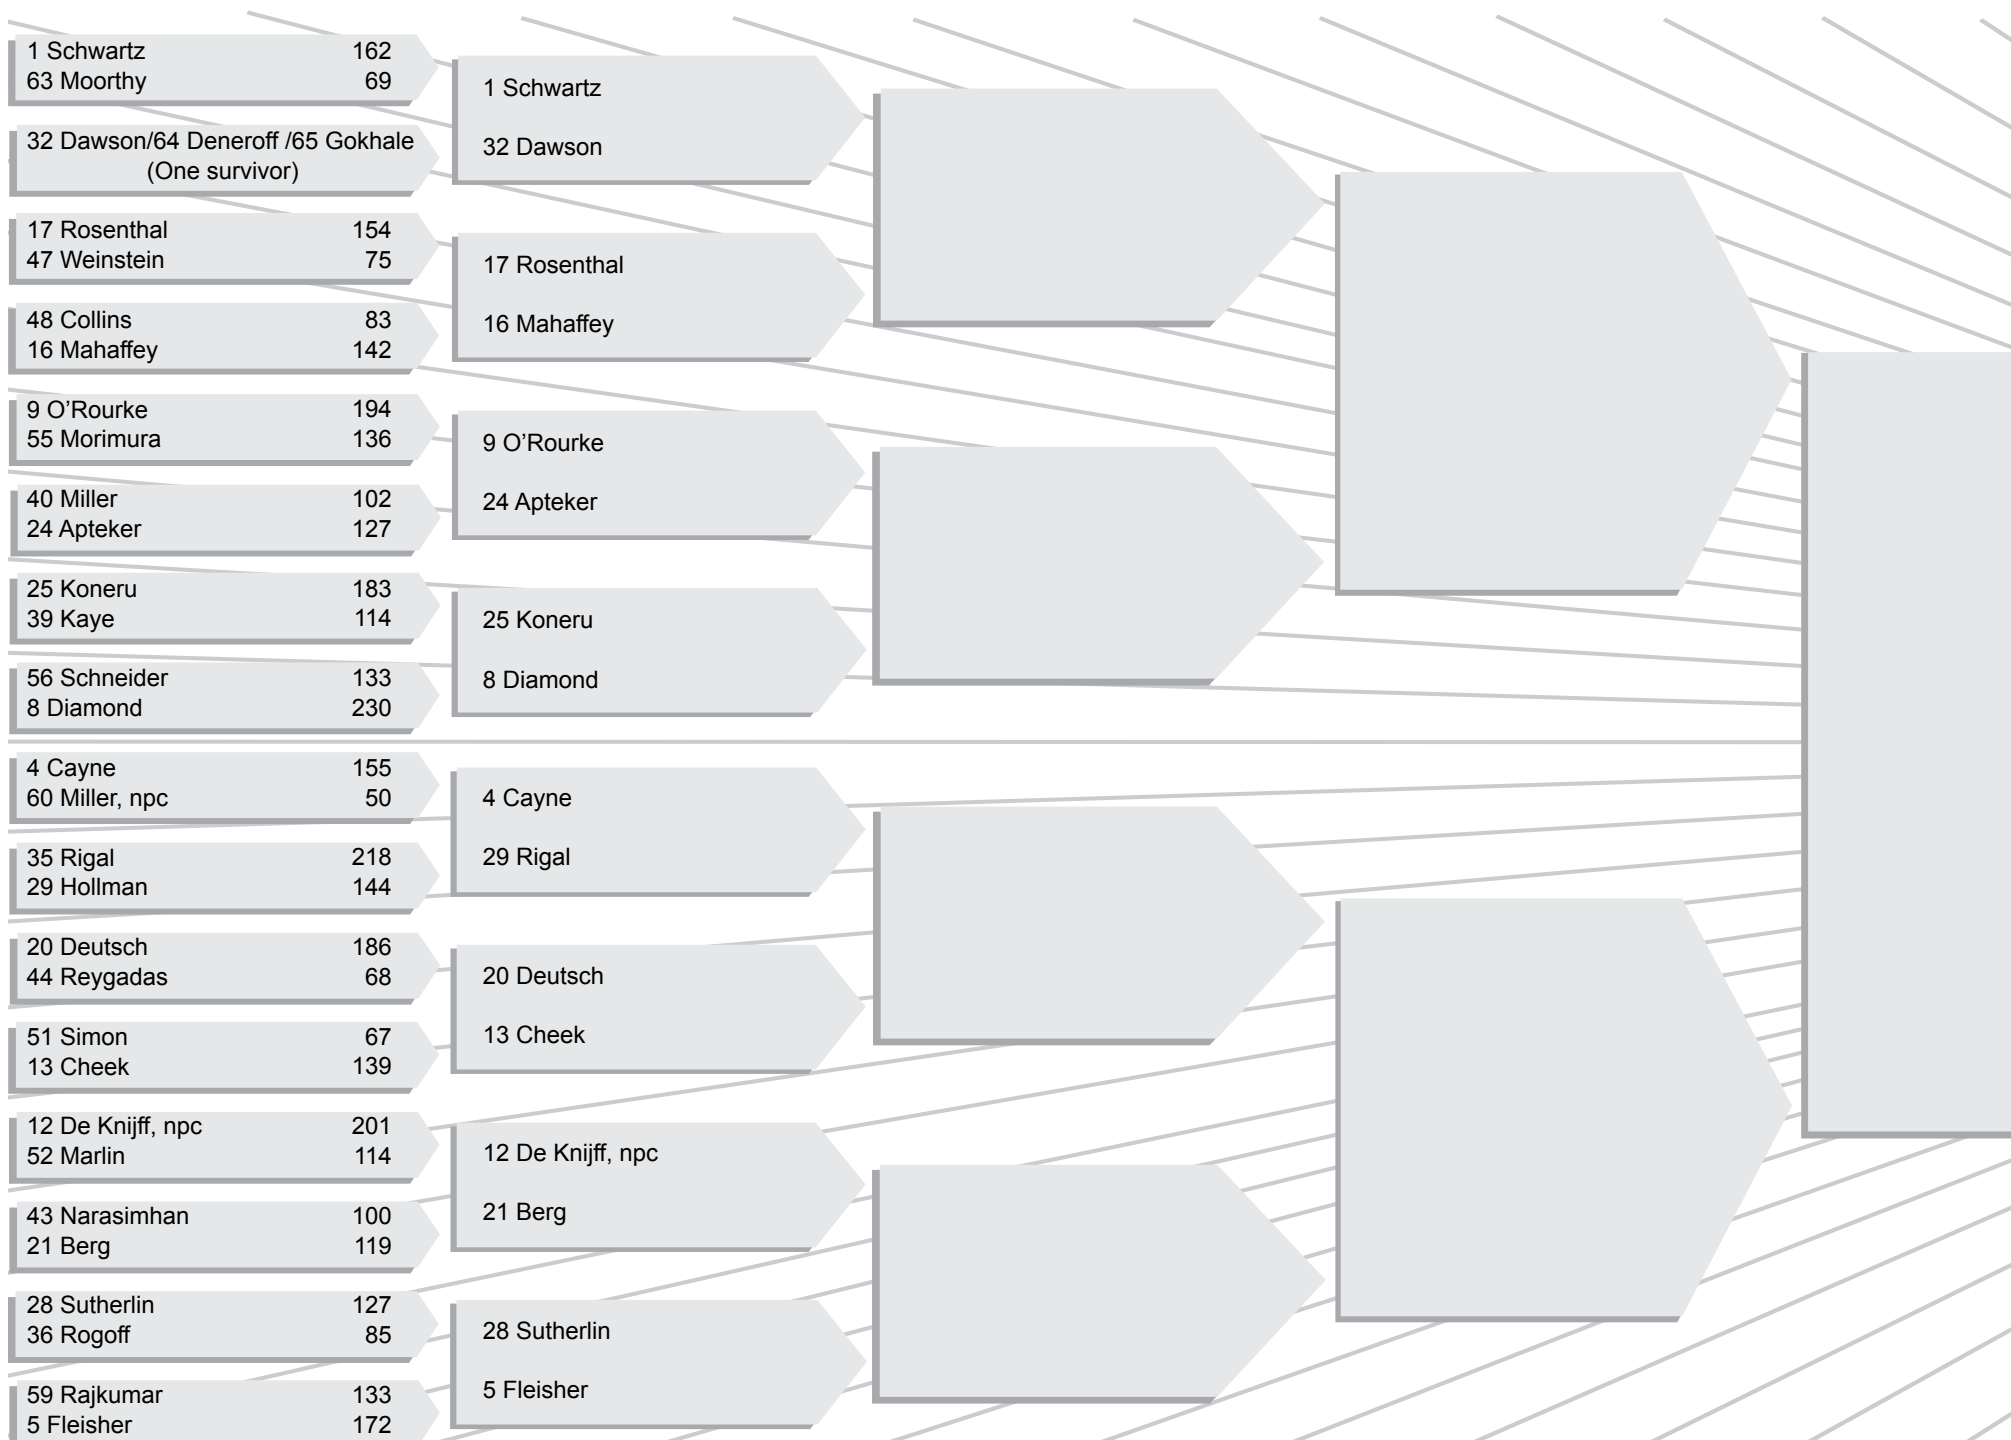 1 Schwartz 162
63 Moorthy 69
32 Dawson/64 Deneroff /65 Gokhale
(One survivor)
17 Rosenthal 154
47 Weinstein 75
48 Collins 83
16 Mahaffey 142
9 O’Rourke 194
55 Morimura 136
40 Miller 102
24 Apteker 127
25 Koneru 183
39 Kaye 114
56 Schneider 133
8 Diamond 230
4 Cayne 155
60 Miller, npc 50
35 Rigal 218
29 Hollman 144
20 Deutsch 186
44 Reygadas 68
51 Simon 67
13 Cheek 139
12 De Knijff, npc 201
52 Marlin 114
43 Narasimhan 100
21 Berg 119
28 Sutherlin 127
36 Rogoff 85
59 Rajkumar 133
5 Fleisher 172
1 Schwartz
32 Dawson
17 Rosenthal
16 Mahaffey
9 O’Rourke
24 Apteker
25 Koneru
8 Diamond
4 Cayne
29 Rigal
20 Deutsch
13 Cheek
12 De Knijff, npc
21 Berg
28 Sutherlin
5 Fleisher